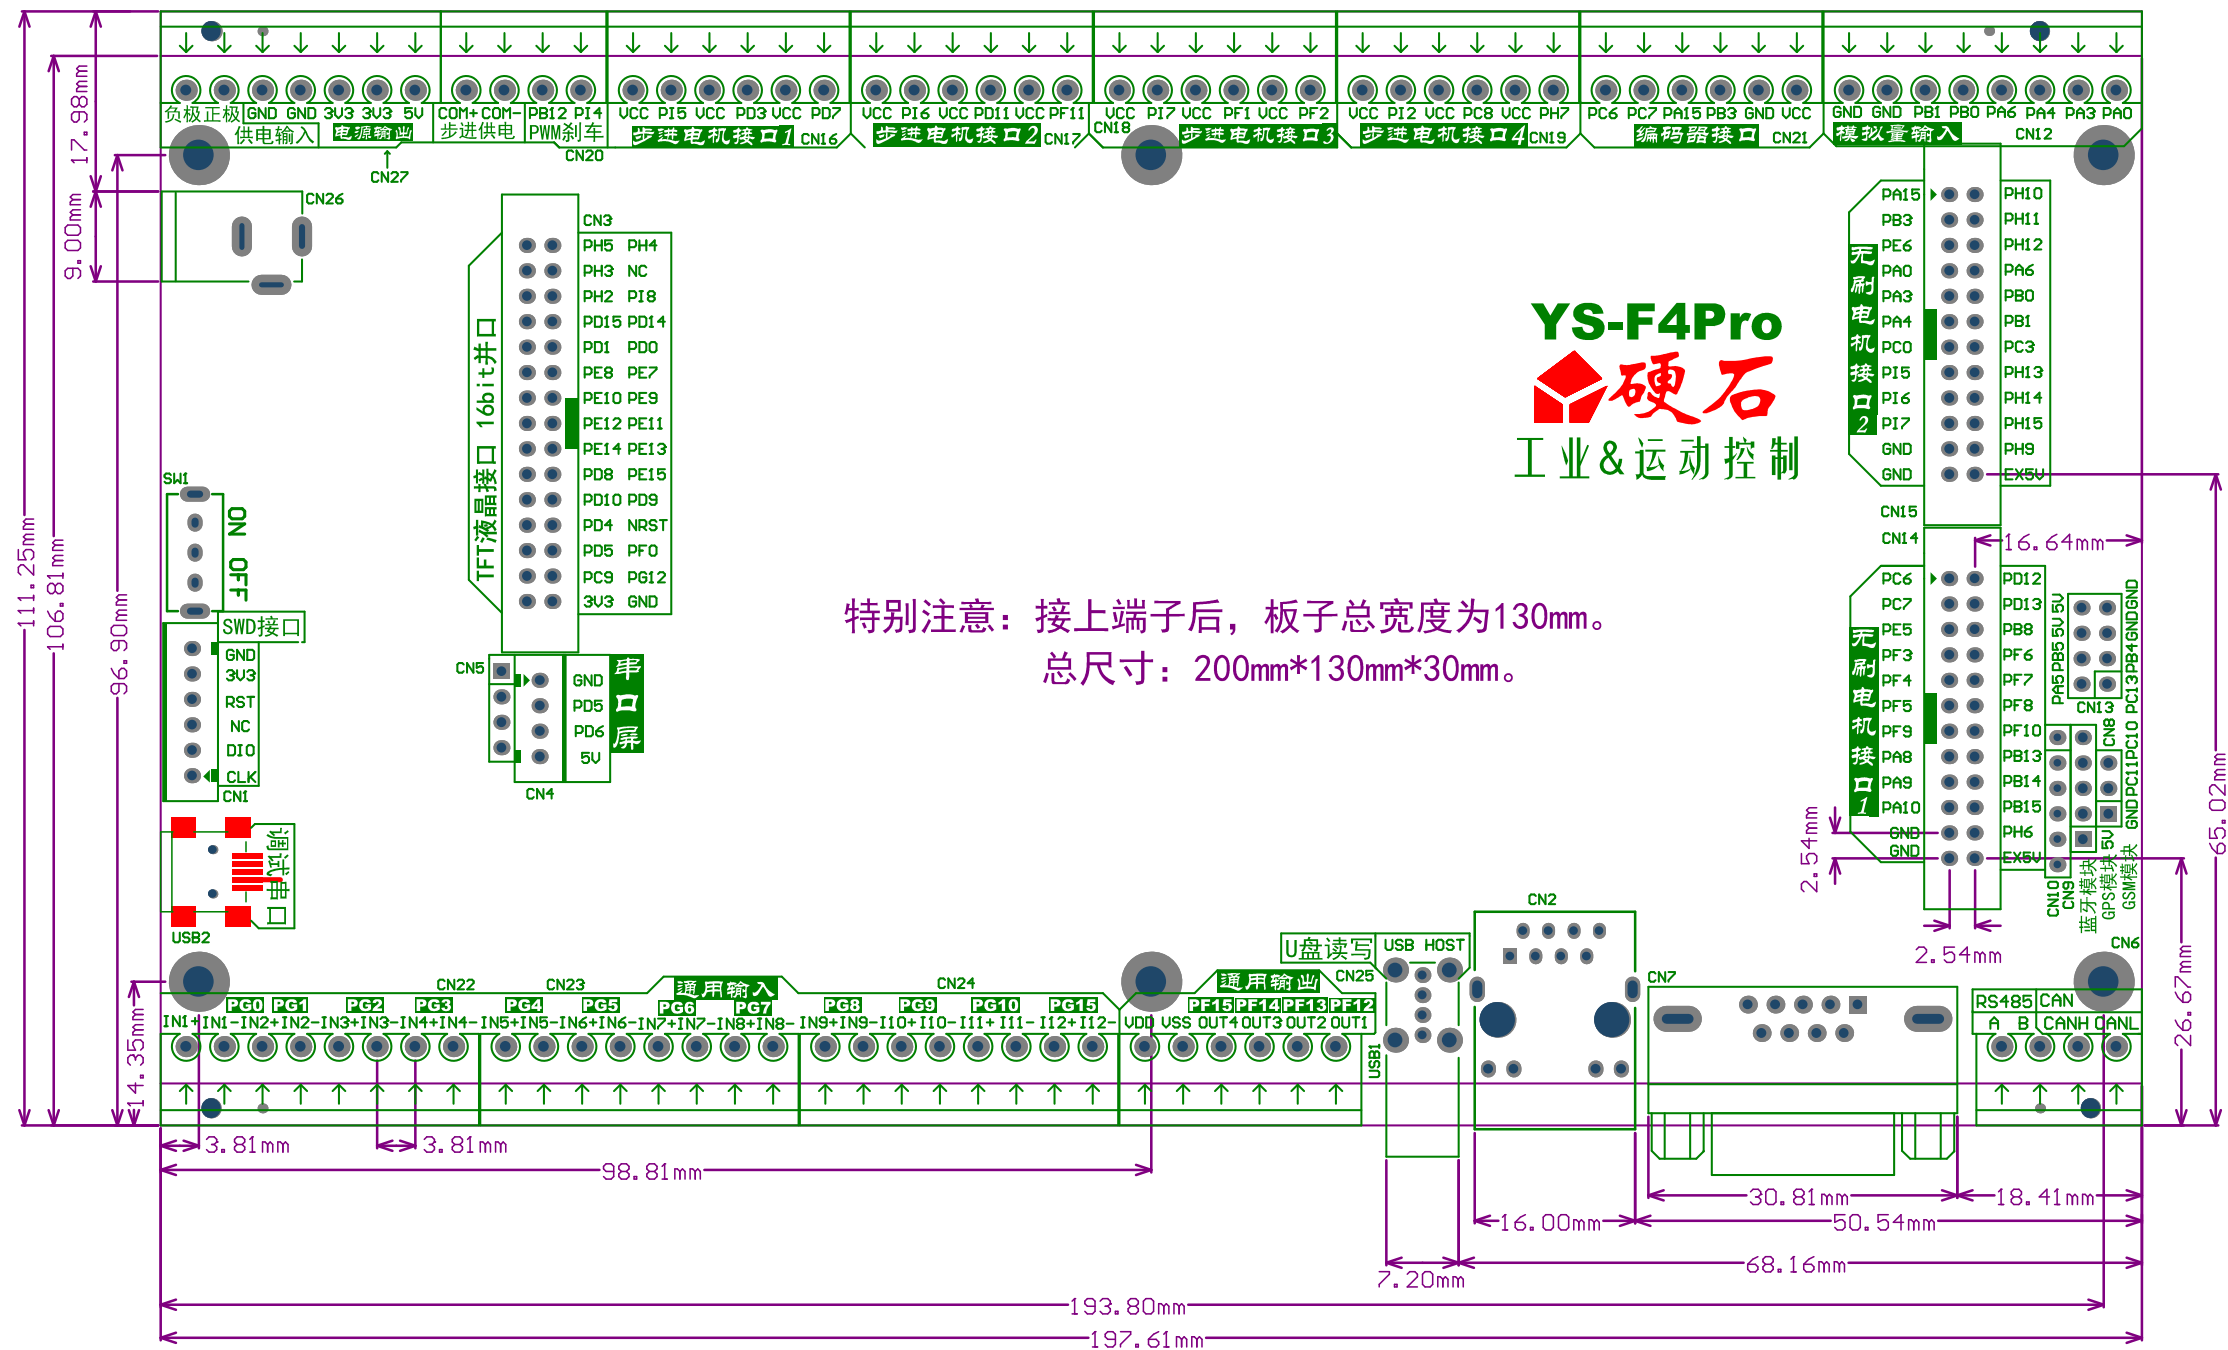 负极 正极 GND GND 3V3 3V3 5V COM+ COM- PB12 PI4 VCC PI5 VCC PD3 VCC PD7 VCC PI6 VCC PD11 VCC PF11 VCC PI7 VCC PF1 VCC PF2 VCC PI2 VCC PC8 VCC PH7 PC6 PC7 PA15 PB3 GND VCC GND GND PB1 PB0 PA6 PA4 PA3 PA0
供电输入 电源输出 步进供电 PWM刹车 步进电机接口1 CN16 步进电机接口2 CN17 CN18 步进电机接口3 步进电机接口4 CN19 编码器接口 CN21 模拟量输入 CN12
CN20
CN27
CN26
17.98mm
9.00mm
111.25mm
106.81mm
96.90mm
14.35mm
CN3
PH5 PH4
PH3 NC
PH2 PI8
PD15 PD14
PD1 PD0
PE8 PE7
PE10 PE9
PE12 PE11
PE14 PE13
PD8 PE15
PD10 PD9
PD4 NRST
PD5 PF0
PC9 PG12
3V3 GND
TFT液晶接口 16bit并口
YS-F4Pro
硬石
工业&运动控制
PA15 PH10
PB3 PH11
PE6 PH12
PA0 PA6
PA3 PB0
PA4 PB1
PC0 PC3
PI5 PH13
PI6 PH14
PI7 PH15
GND PH9
GND EX5V
无刷电机接口2
CN15
CN14
16.64mm
PC6 PD12
PC7 PD13
PE5 PB8
PF3 PF6
PF4 PF7
PF5 PF8
PF9 PF10
PA8 PB13
PA9 PB14
PA10 PB15
GND PH6
GND EX5V
无刷电机接口1
PA5 PB5 5V 5V
PC13 PB4 GND GND
CN13
CN8
GND PC11 PC10
5V
CN10
CN9
蓝牙模块
GPS模块
GSM模块
CN6
65.02mm
26.67mm
2.54mm
2.54mm
特别注意：接上端子后，板子总宽度为130mm。
总尺寸：200mm*130mm*30mm。
SW1
ON OFF
SWD接口
GND
3V3
RST
NC
DIO
CLK
CN1
调试串口
USB2
CN5
GND
PD5
PD6
5V
串口屏
CN4
CN2
U盘读写 USB HOST
USB1
CN7
RS485 CAN
A B CANH CANL
CN22 CN23 通用输入 CN24 通用输出 CN25
PG0 PG1 PG2 PG3 PG4 PG5 PG6 PG7 PG8 PG9 PG10 PG15 PF15 PF14 PF13 PF12
IN1+ IN1- IN2+ IN2- IN3+ IN3- IN4+ IN4- IN5+ IN5- IN6+ IN6- IN7+ IN7- IN8+ IN8- IN9+ IN9- I10+ I10- I11+ I11- I12+ I12- VDD VSS OUT4 OUT3 OUT2 OUT1
3.81mm 3.81mm
98.81mm
30.81mm 18.41mm
16.00mm 50.54mm
7.20mm 68.16mm
193.80mm
197.61mm